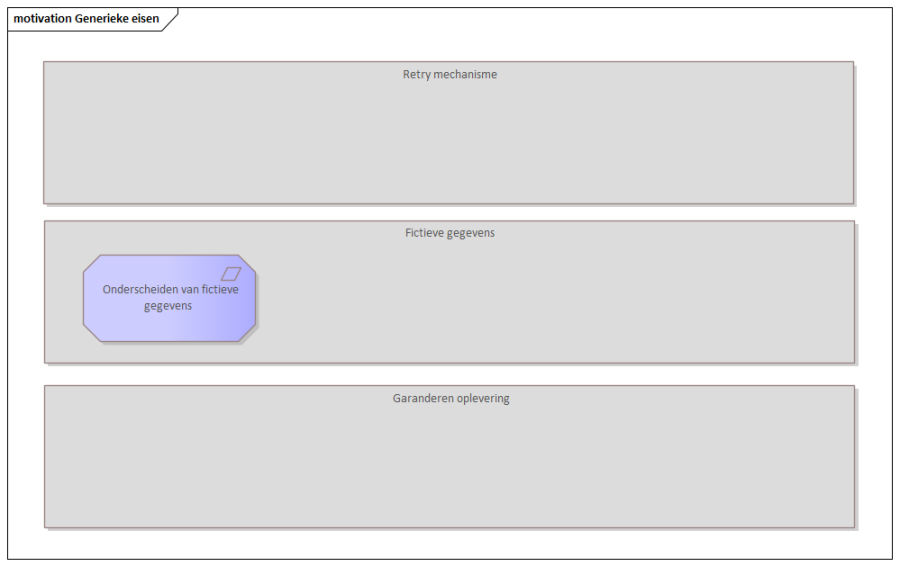 motivation Generieke eisen
Retry mechanisme
Fictieve gegevens
Onderscheiden van fictieve
gegevens
Garanderen oplevering